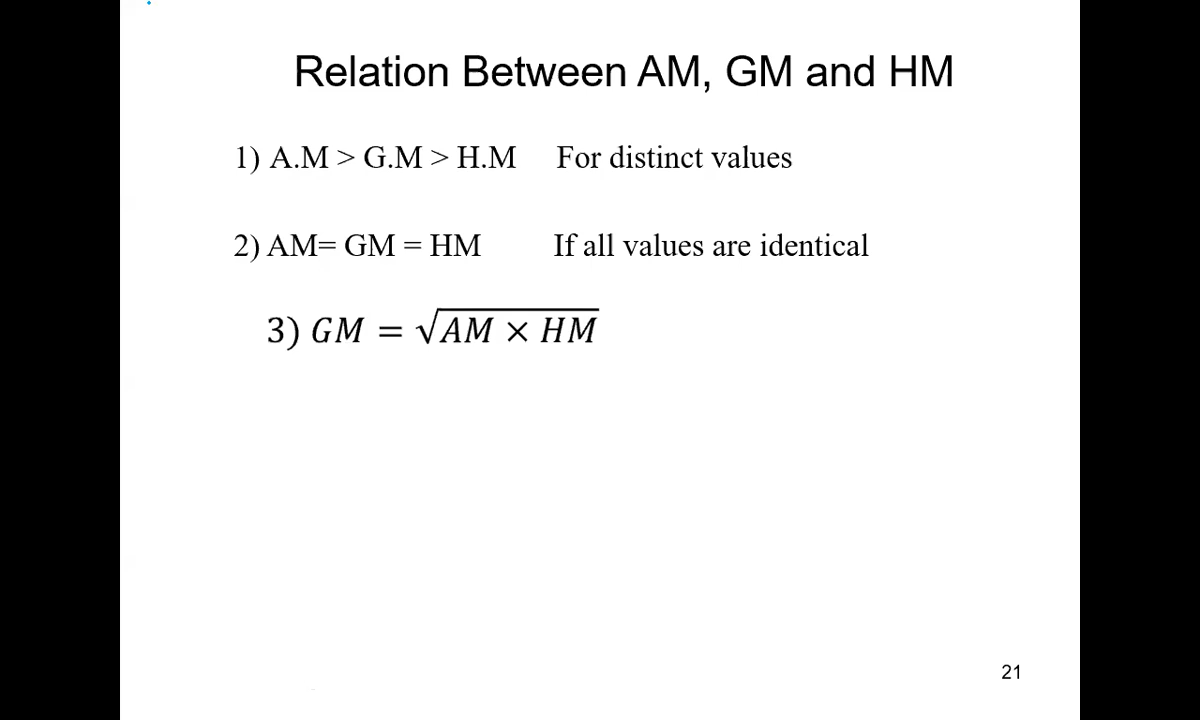 Relation Between AM, GM and HM
1) A.M > G.M > H.M For distinct values
2) AM= GM = HM If all values are identical
3) GM = √AM × HM
21